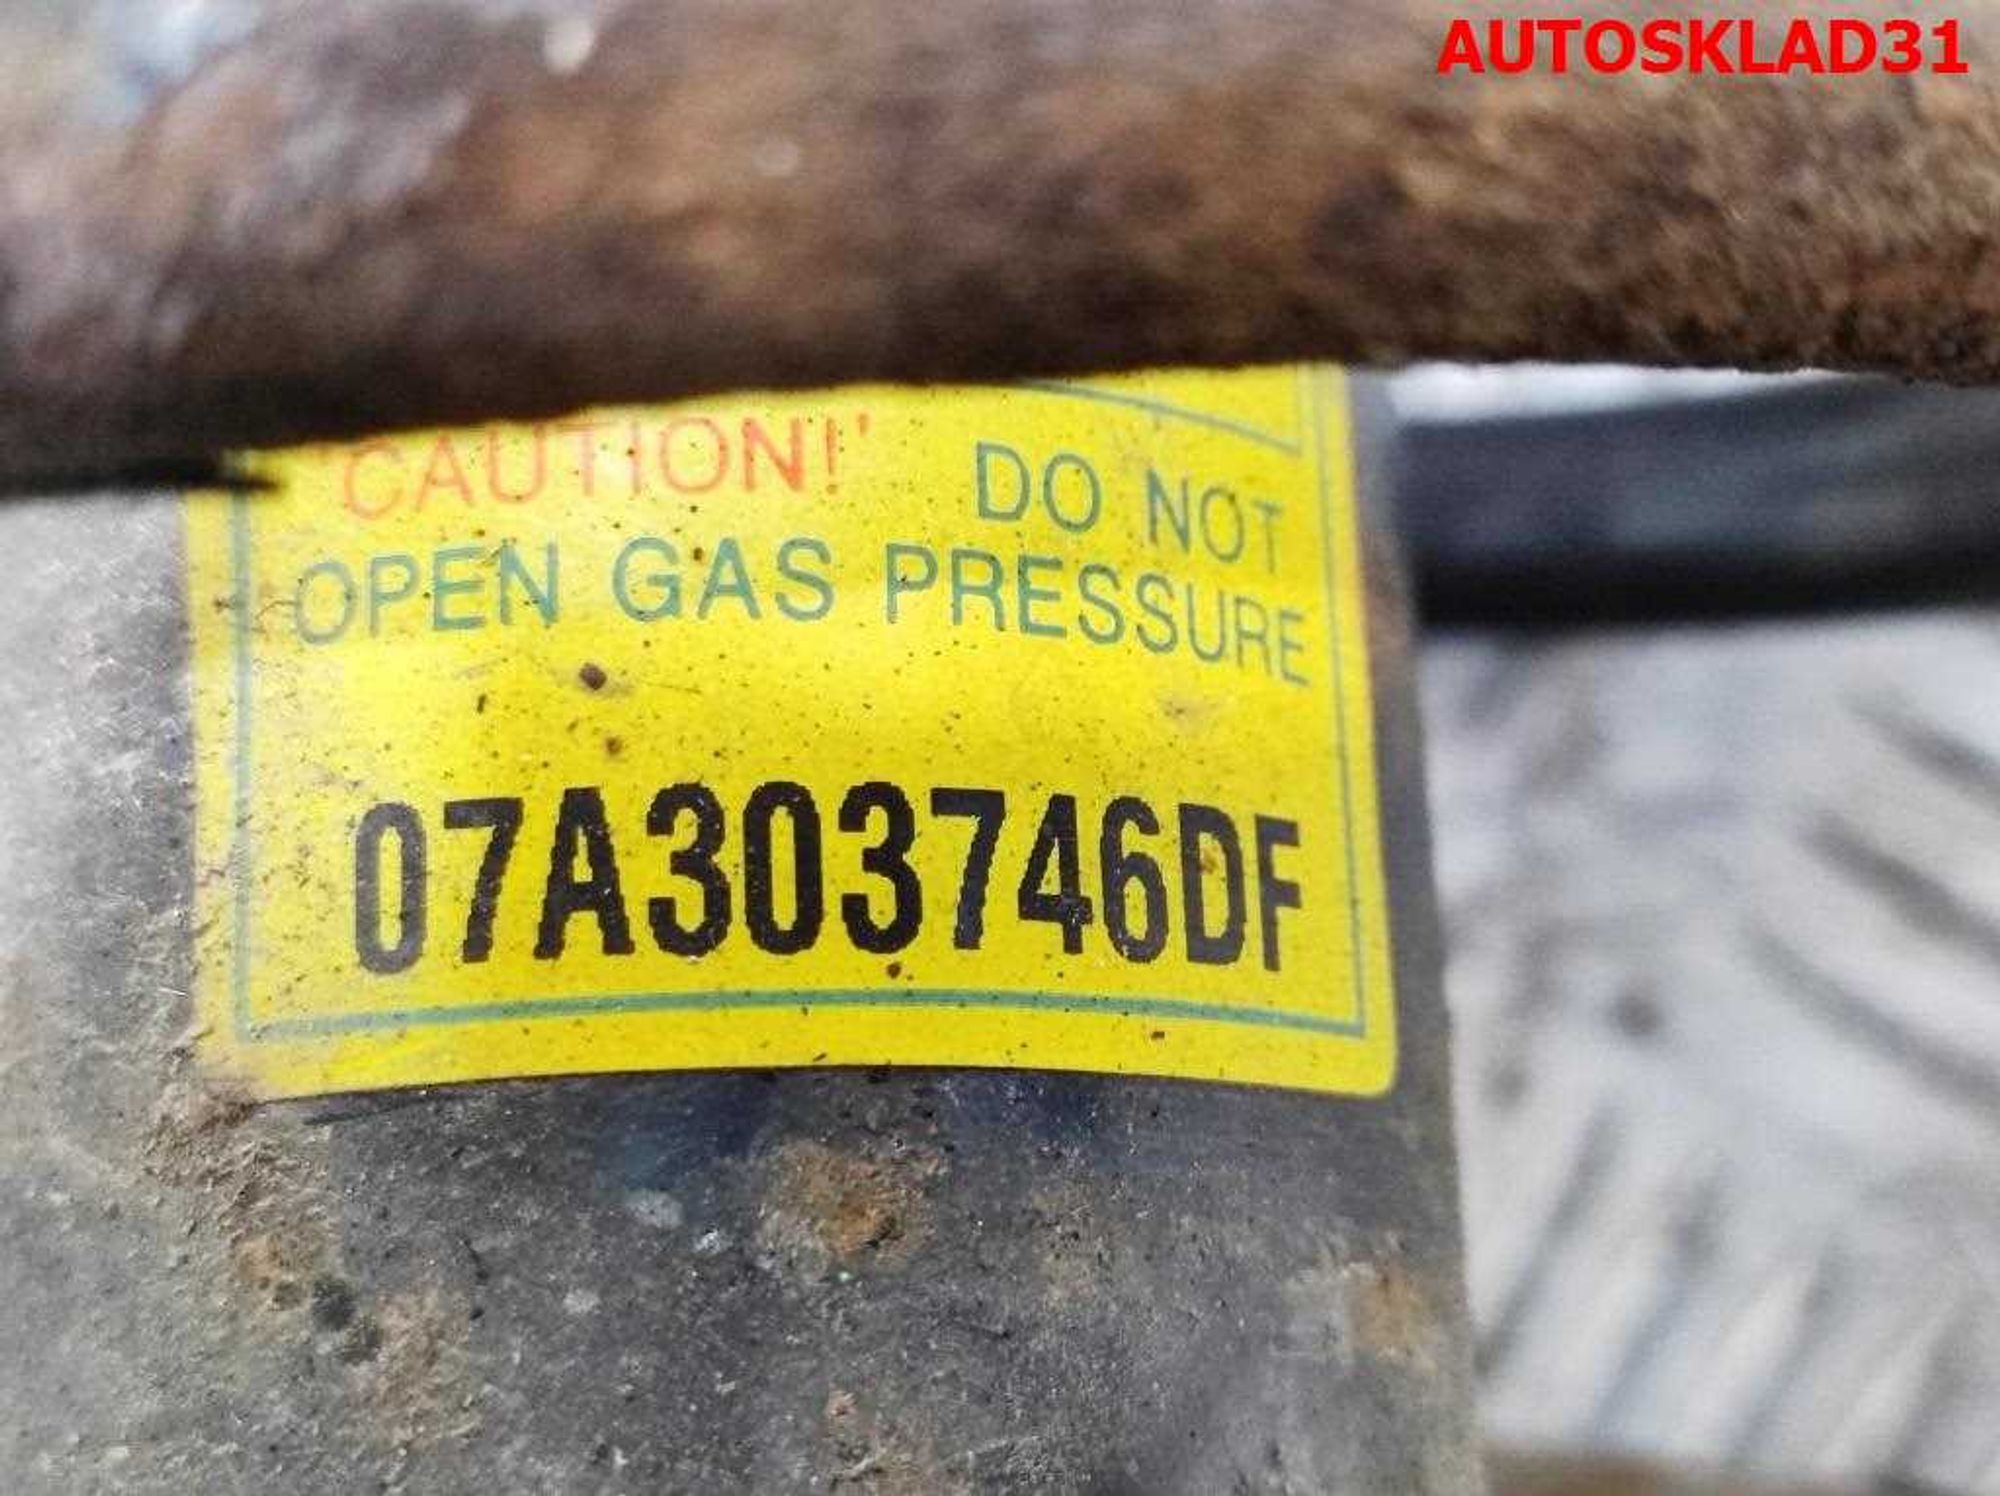 AUTOSKLAD31
CAUTION! DO NOT
OPEN GAS PRESSURE
07A303746DF